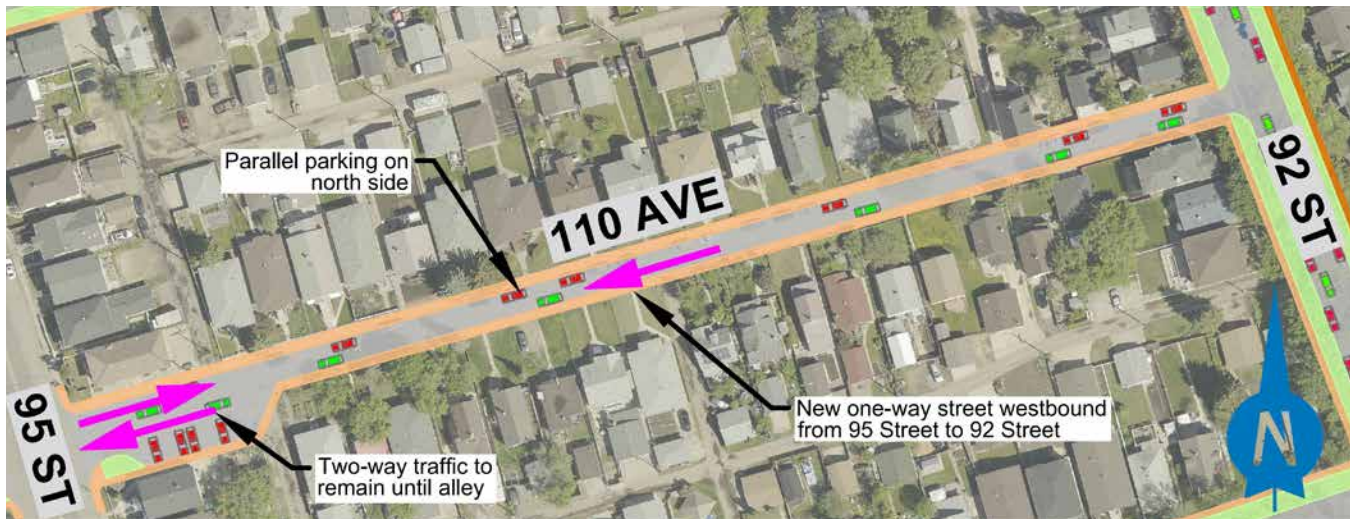 Parallel parking on
north side
110 AVE
92 ST
95 ST
New one-way street westbound
from 95 Street to 92 Street
Two-way traffic to
remain until alley
N